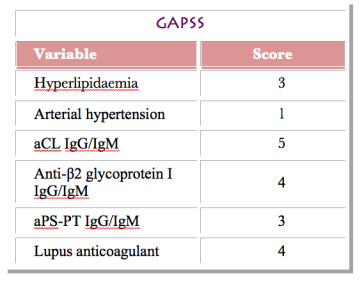 GAPSS
Variable Score
Hyperlipidaemia 3
Arterial hypertension 1
aCL IgG/IgM 5
Anti-β2 glycoprotein I
IgG/IgM 4
aPS-PT IgG/IgM 3
Lupus anticoagulant 4